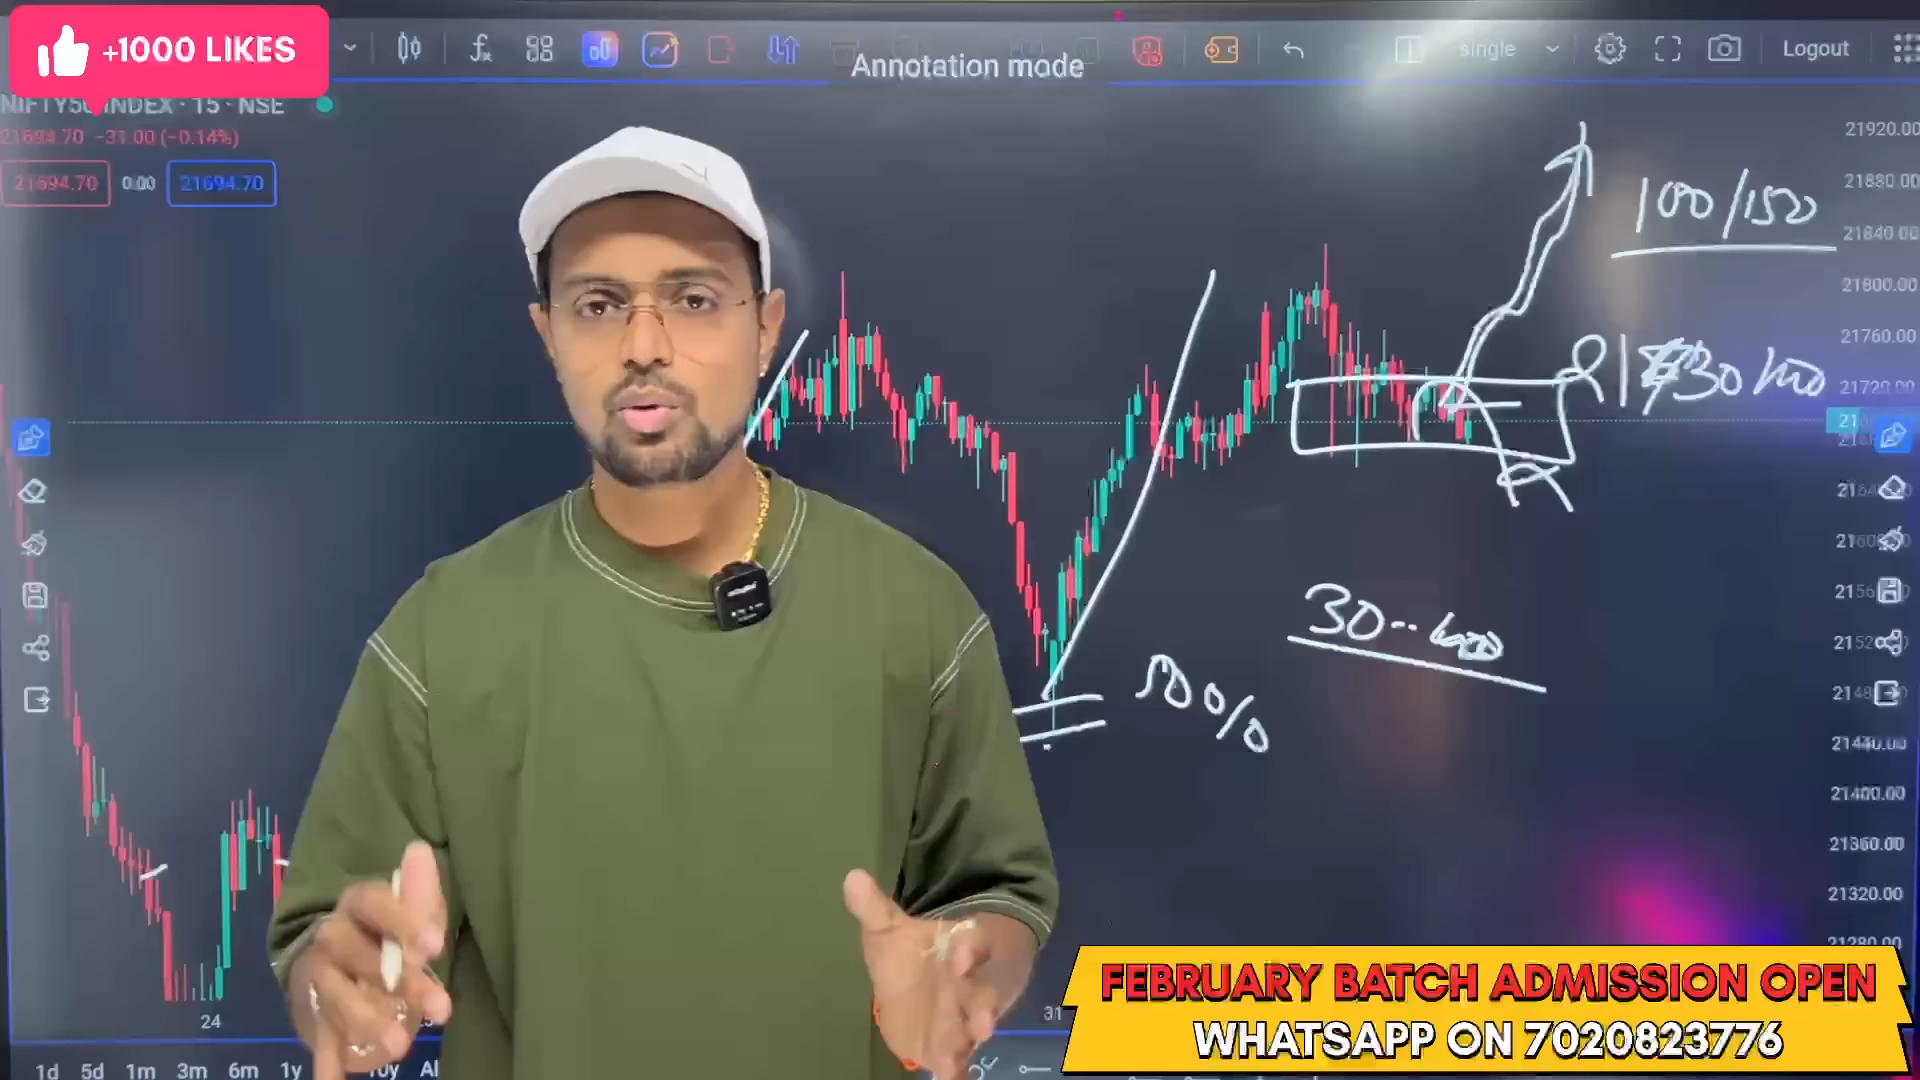 +1000 LIKES
single
Logout
Annotation mode
NIFTY50 INDEX · 15 · NSE
21694.70 −31.00 (−0.14%)
21694.70 0.00 21694.70
21920.00
21880.00
100/150
21840.00
21800.00
21760.00
21720.00
50%
21400.00
21360.00
21320.00
21280.00
24
31
FEBRUARY BATCH ADMISSION OPEN
WHATSAPP ON 7020823776
1d 5d 1m 3m 6m 1y